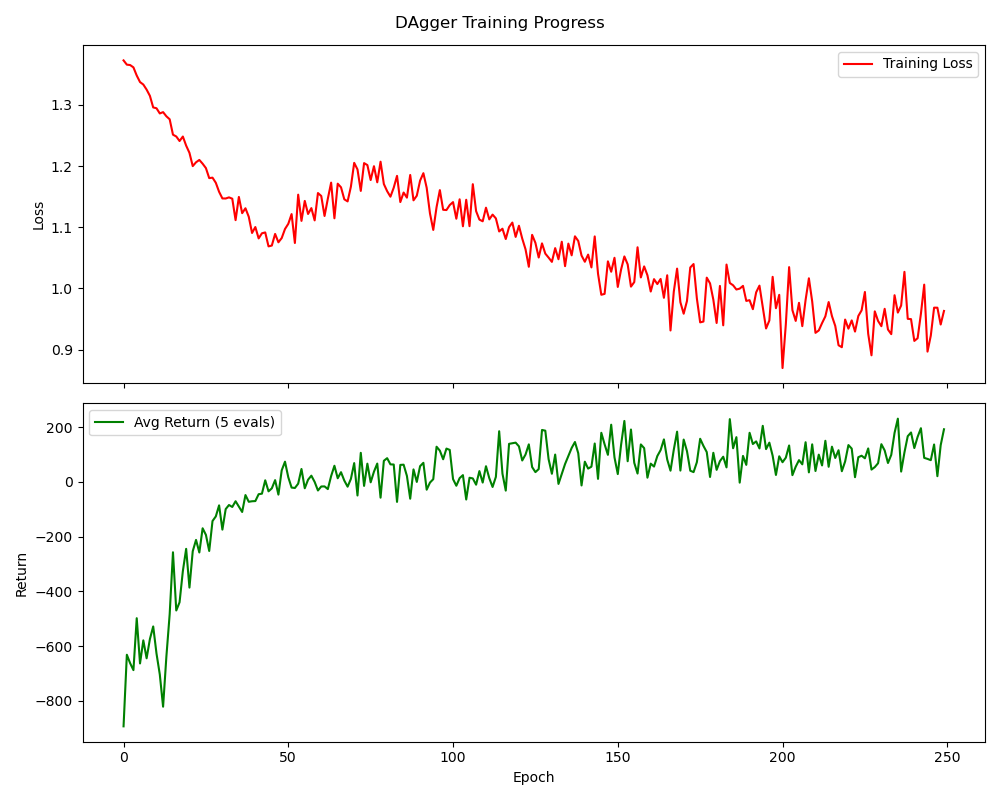 DAgger Training Progress
Training Loss
1.3
1.2
1.1
1.0
0.9
Loss
Avg Return (5 evals)
200
0
−200
−400
−600
−800
Return
0
50
100
150
200
250
Epoch